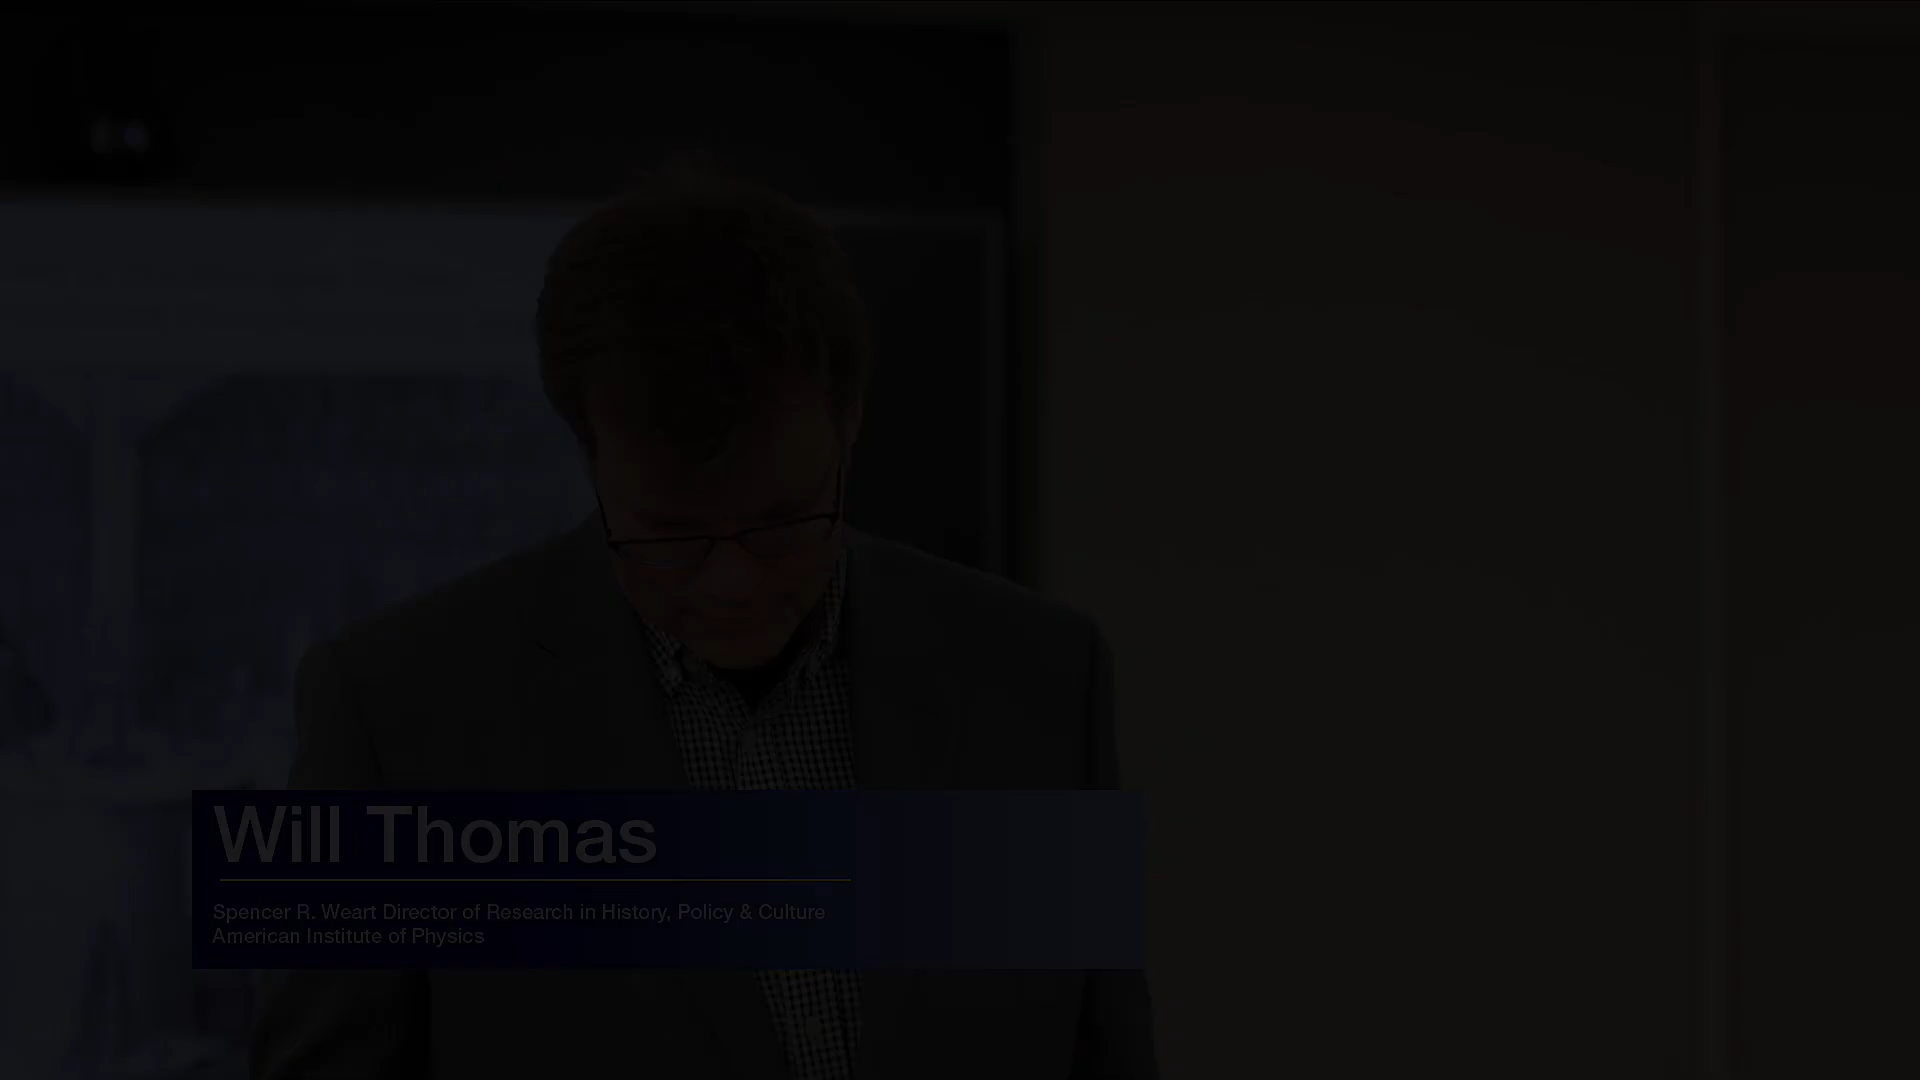 Will Thomas
Spencer R. Weart Director of Research in History, Policy & Culture
American Institute of Physics